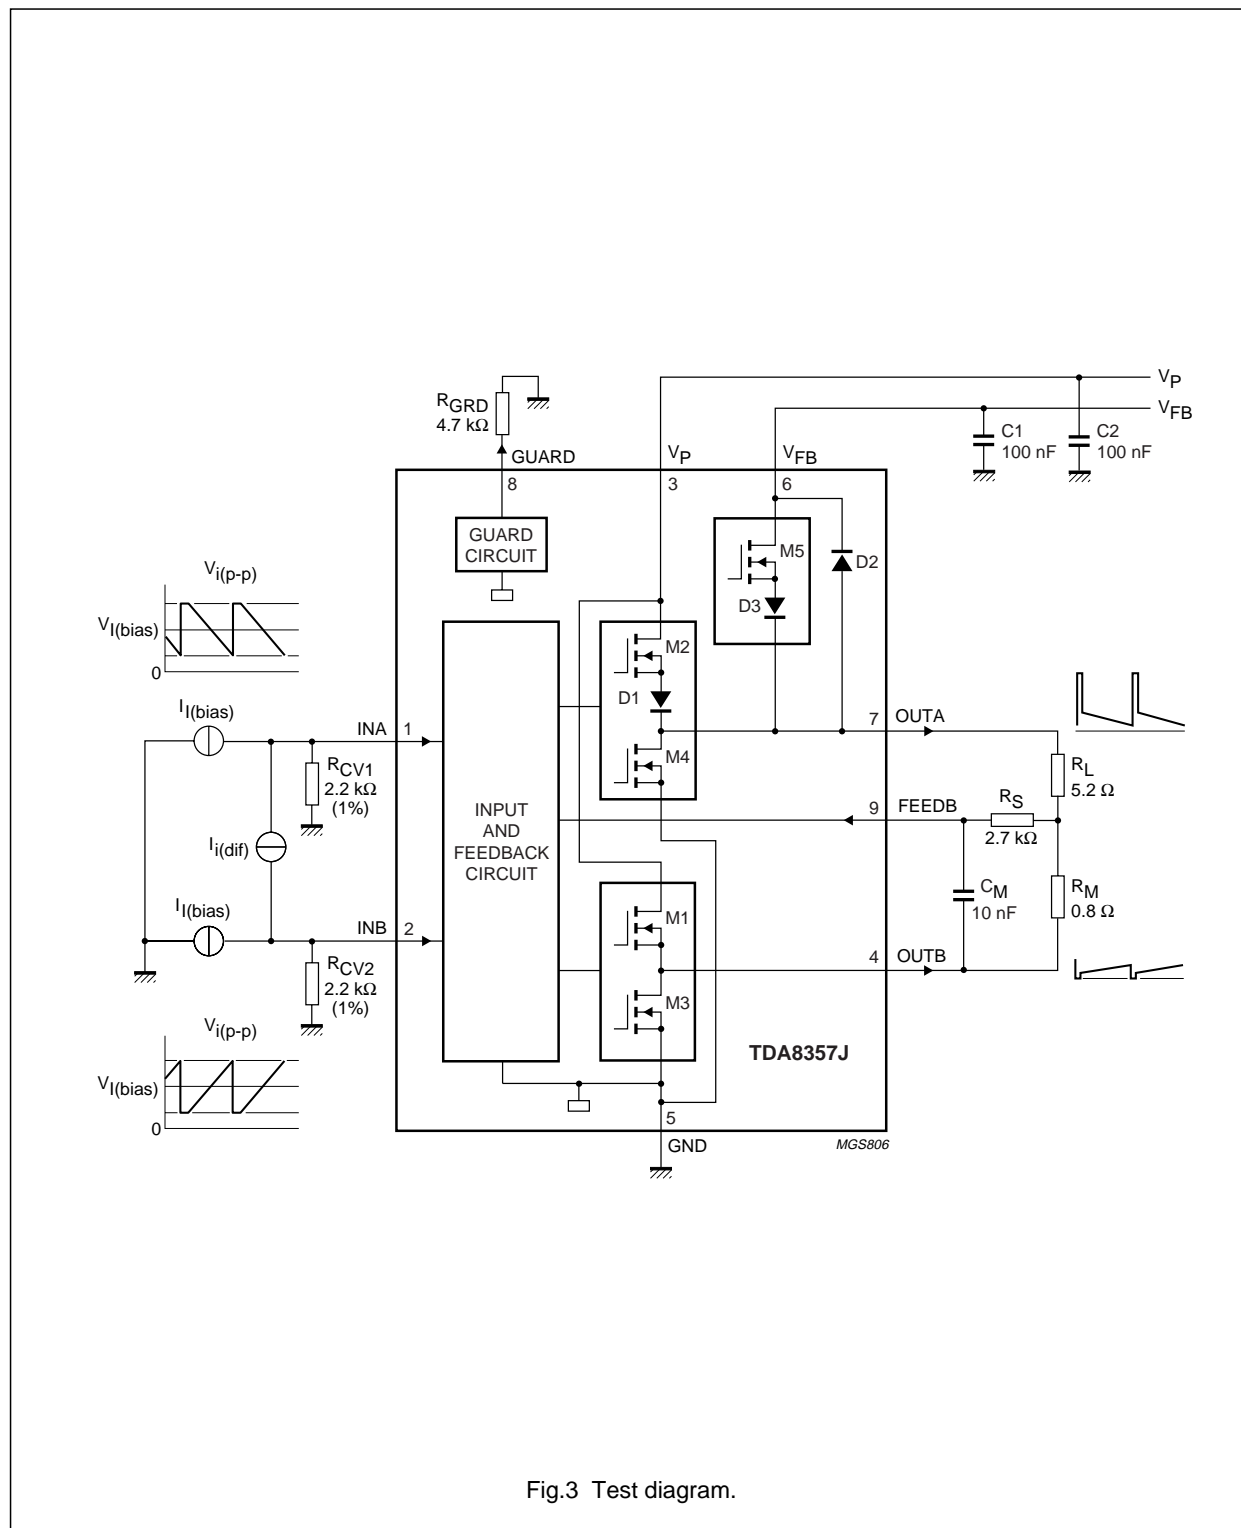 VP
VFB
RGRD
4.7 kΩ
C1
100 nF
C2
100 nF
GUARD
VP
VFB
8
3
6
GUARD
CIRCUIT
M5
D2
D3
Vi(p-p)
VI(bias)
0
M2
D1
M4
II(bias)
INA
1
7
OUTA
RCV1
2.2 kΩ
(1%)
RL
5.2 Ω
RS
2.7 kΩ
9
FEEDB
INPUT
AND
FEEDBACK
CIRCUIT
Ii(dif)
CM
10 nF
RM
0.8 Ω
II(bias)
INB
2
M1
4
OUTB
RCV2
2.2 kΩ
(1%)
M3
Vi(p-p)
VI(bias)
0
TDA8357J
5
GND
MGS806
Fig.3 Test diagram.